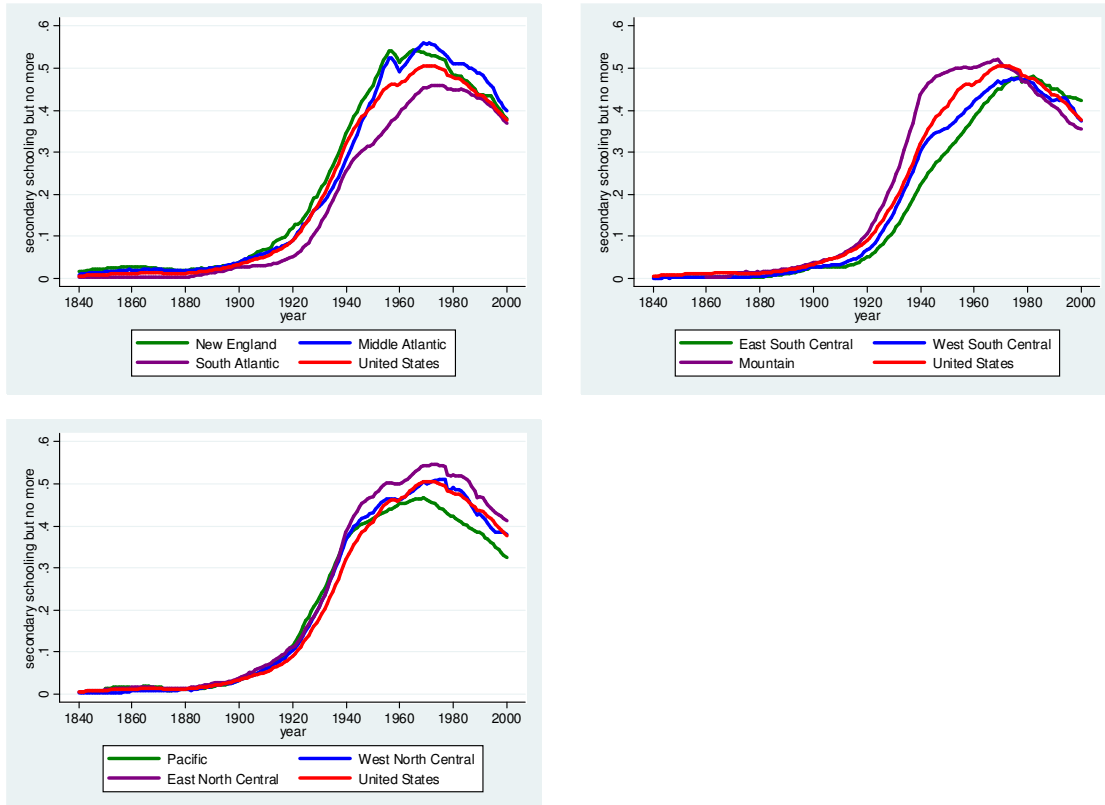 secondary schooling but no more
.6
.5
.4
.3
.2
.1
0
1840 1860 1880 1900 1920 1940 1960 1980 2000
year
New England Middle Atlantic
South Atlantic United States
secondary schooling but no more
.6
.5
.4
.3
.2
.1
0
1840 1860 1880 1900 1920 1940 1960 1980 2000
year
East South Central West South Central
Mountain United States
secondary schooling but no more
.6
.5
.4
.3
.2
.1
0
1840 1860 1880 1900 1920 1940 1960 1980 2000
year
Pacific West North Central
East North Central United States